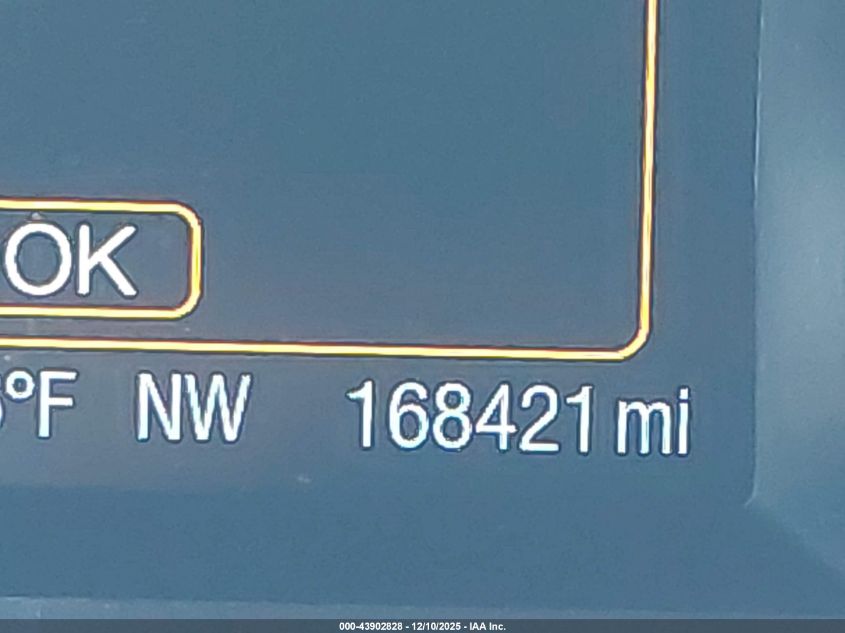 OK
°F NW 168421 mi
000-43902828 - 12/10/2025 - IAA Inc.